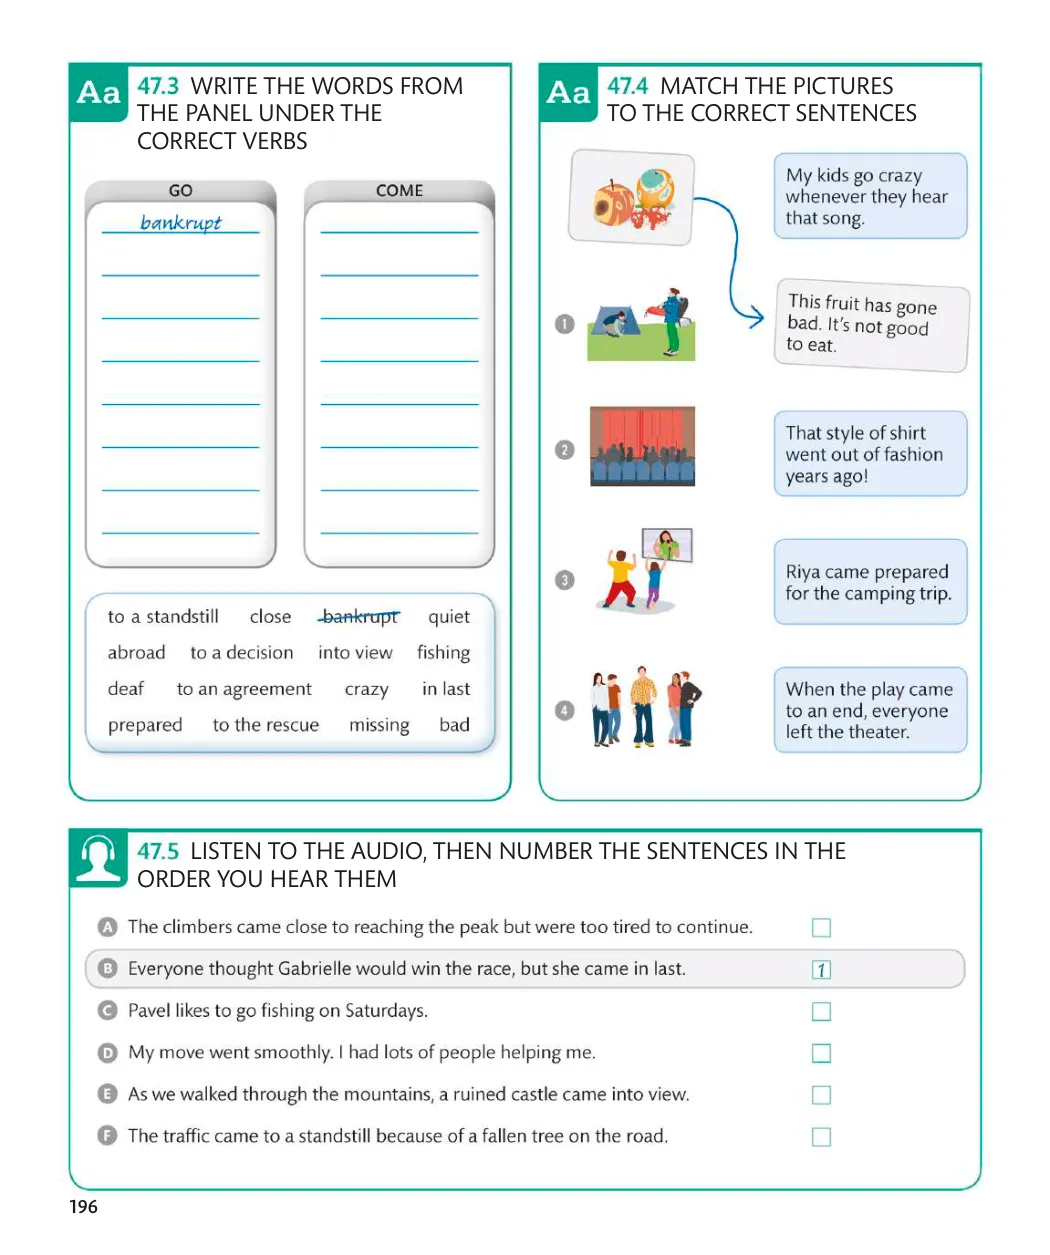 Aa 47.3 WRITE THE WORDS FROM
THE PANEL UNDER THE
CORRECT VERBS
GO
bankrupt
COME
to a standstill close bankrupt quiet
abroad to a decision into view fishing
deaf to an agreement crazy in last
prepared to the rescue missing bad
Aa 47.4 MATCH THE PICTURES
TO THE CORRECT SENTENCES
My kids go crazy
whenever they hear
that song.
1
This fruit has gone
bad. It's not good
to eat.
2
That style of shirt
went out of fashion
years ago!
3
Riya came prepared
for the camping trip.
4
When the play came
to an end, everyone
left the theater.
47.5 LISTEN TO THE AUDIO, THEN NUMBER THE SENTENCES IN THE
ORDER YOU HEAR THEM
A The climbers came close to reaching the peak but were too tired to continue.
B Everyone thought Gabrielle would win the race, but she came in last. 1
C Pavel likes to go fishing on Saturdays.
D My move went smoothly. I had lots of people helping me.
E As we walked through the mountains, a ruined castle came into view.
F The traffic came to a standstill because of a fallen tree on the road.
196